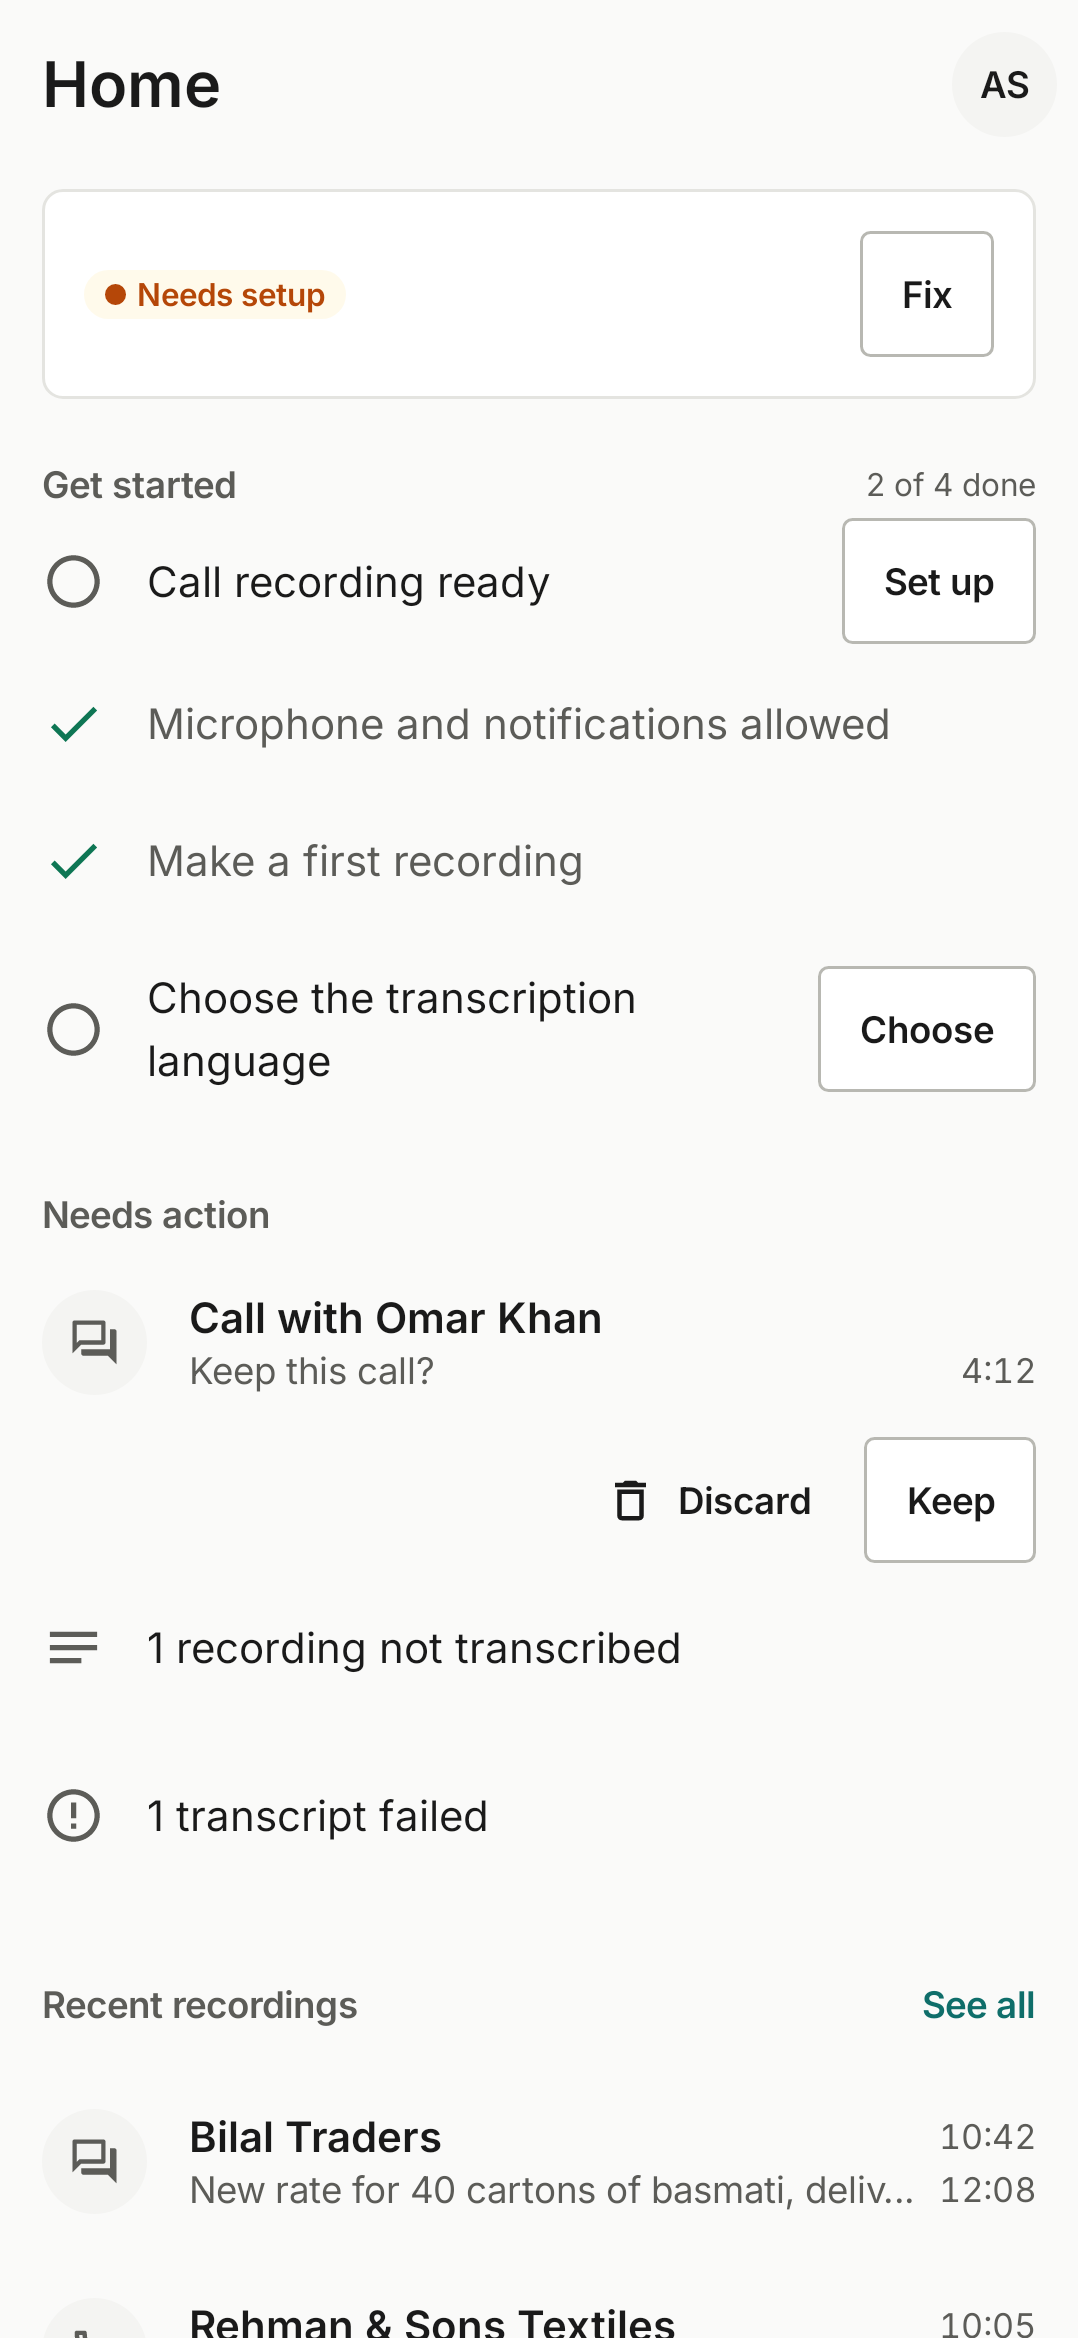 Home
AS
Needs setup
Fix
Get started
2 of 4 done
Call recording ready
Set up
Microphone and notifications allowed
Make a first recording
Choose the transcription
language
Choose
Needs action
Call with Omar Khan
Keep this call?
4:12
Discard
Keep
1 recording not transcribed
1 transcript failed
Recent recordings
See all
Bilal Traders
10:42
New rate for 40 cartons of basmati, deliv...
12:08
Rehman & Sons Textiles
10:05